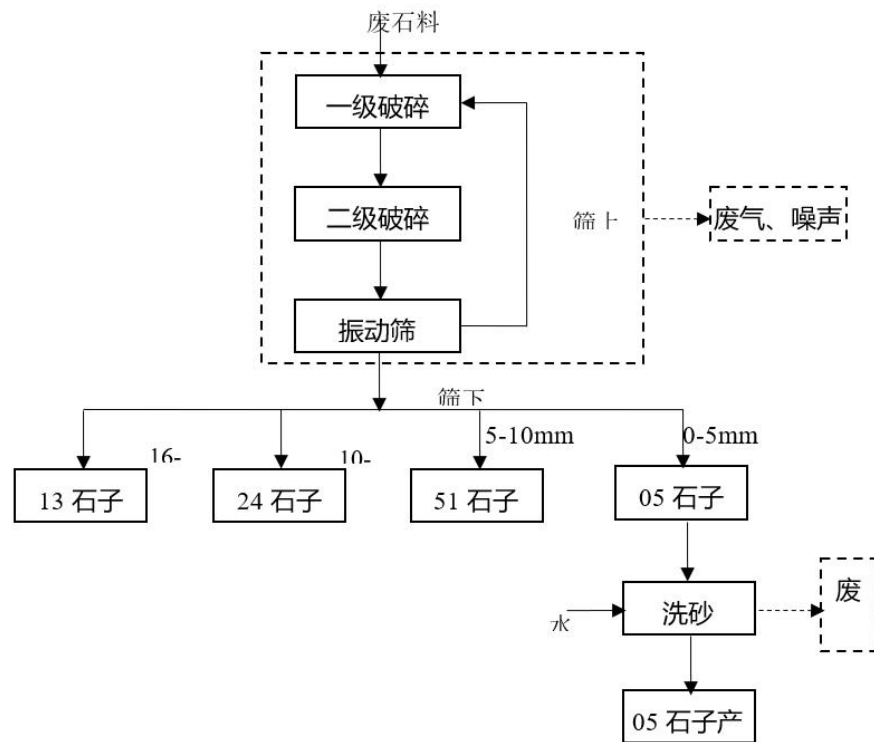 废石料
一级破碎
二级破碎
筛上
废气、噪声
振动筛
筛下
16-
10-
5-10mm
0-5mm
13 石子
24 石子
51 石子
05 石子
废
水
洗砂
05 石子产